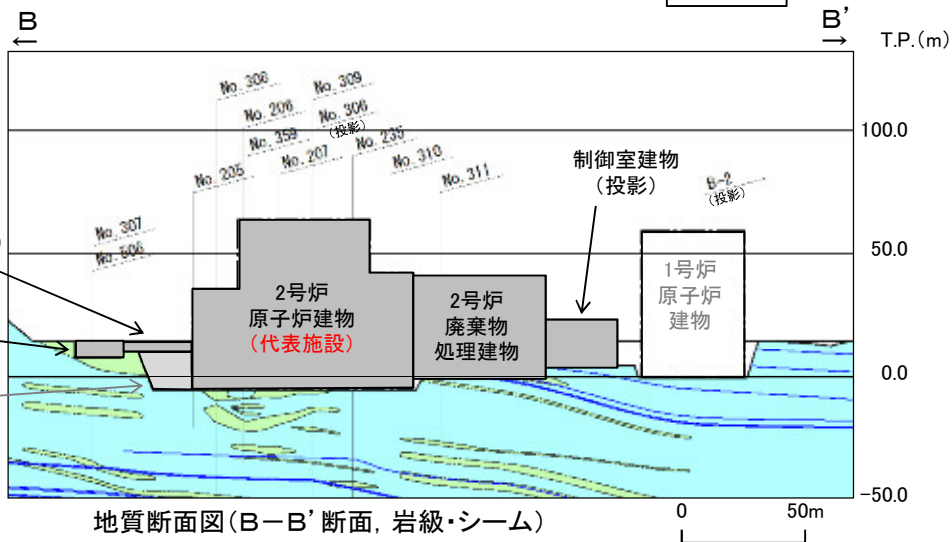 B
B’
T.P.(m)
No. 308
No. 309
No. 206
No. 306
(投影)
No. 359
No. 235
No. 207
No. 310
No. 205
No. 311
制御室建物
(投影)
B-2
(投影)
No. 307
No. 606
100.0
50.0
0.0
-50.0
2号炉
原子炉建物
(代表施設)
2号炉
廃棄物
処理建物
1号炉
原子炉
建物
地質断面図(B-B’断面, 岩級・シーム)
0 50m